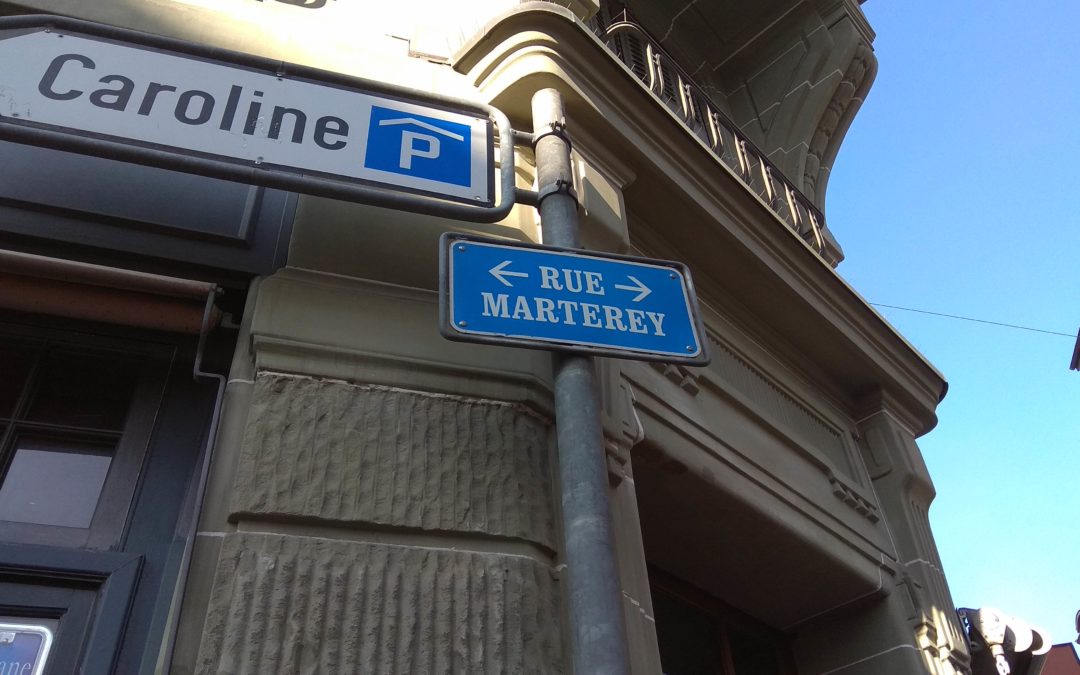 Caroline P
← RUE →
MARTEREY